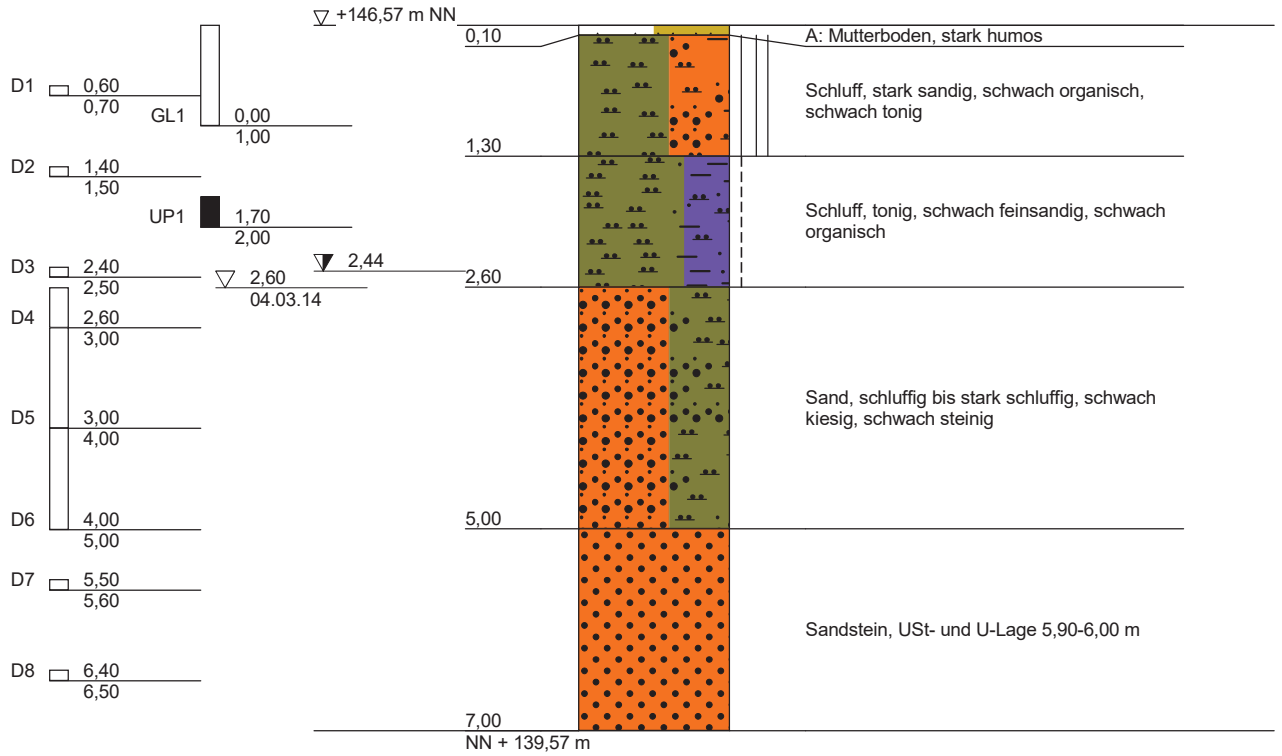 +146,57 m NN
0,10
A: Mutterboden, stark humos
D1
0,60
0,70
GL1
0,00
1,00
Schluff, stark sandig, schwach organisch,
schwach tonig
1,30
D2
1,40
1,50
UP1
1,70
2,00
Schluff, tonig, schwach feinsandig, schwach
organisch
D3
2,40
2,50
2,44
2,60
04.03.14
2,60
D4
2,60
3,00
D5
3,00
4,00
Sand, schluffig bis stark schluffig, schwach
kiesig, schwach steinig
D6
4,00
5,00
5,00
D7
5,50
5,60
Sandstein, USt- und U-Lage 5,90-6,00 m
D8
6,40
6,50
7,00
NN + 139,57 m